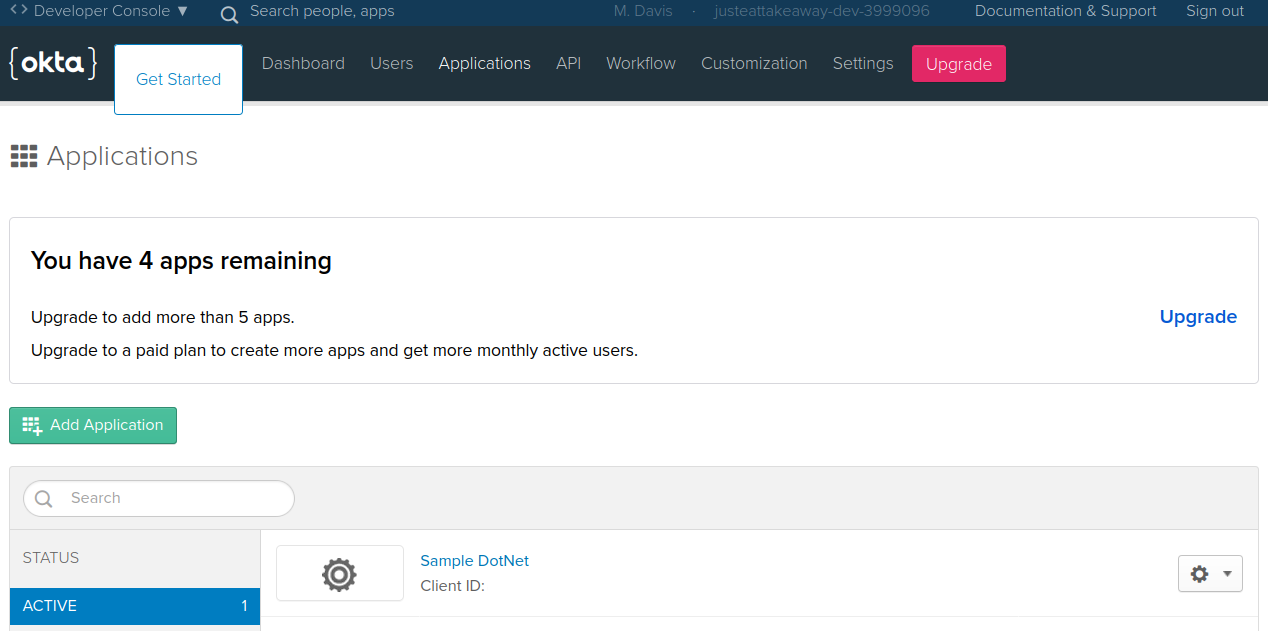 <> Developer Console ▼ Search people, apps M. Davis · justeattakeaway-dev-3999096 Documentation & Support Sign out
{okta} Get Started Dashboard Users Applications API Workflow Customization Settings Upgrade
Applications
You have 4 apps remaining
Upgrade to add more than 5 apps. Upgrade
Upgrade to a paid plan to create more apps and get more monthly active users.
Add Application
Search
STATUS
ACTIVE 1
Sample DotNet
Client ID: